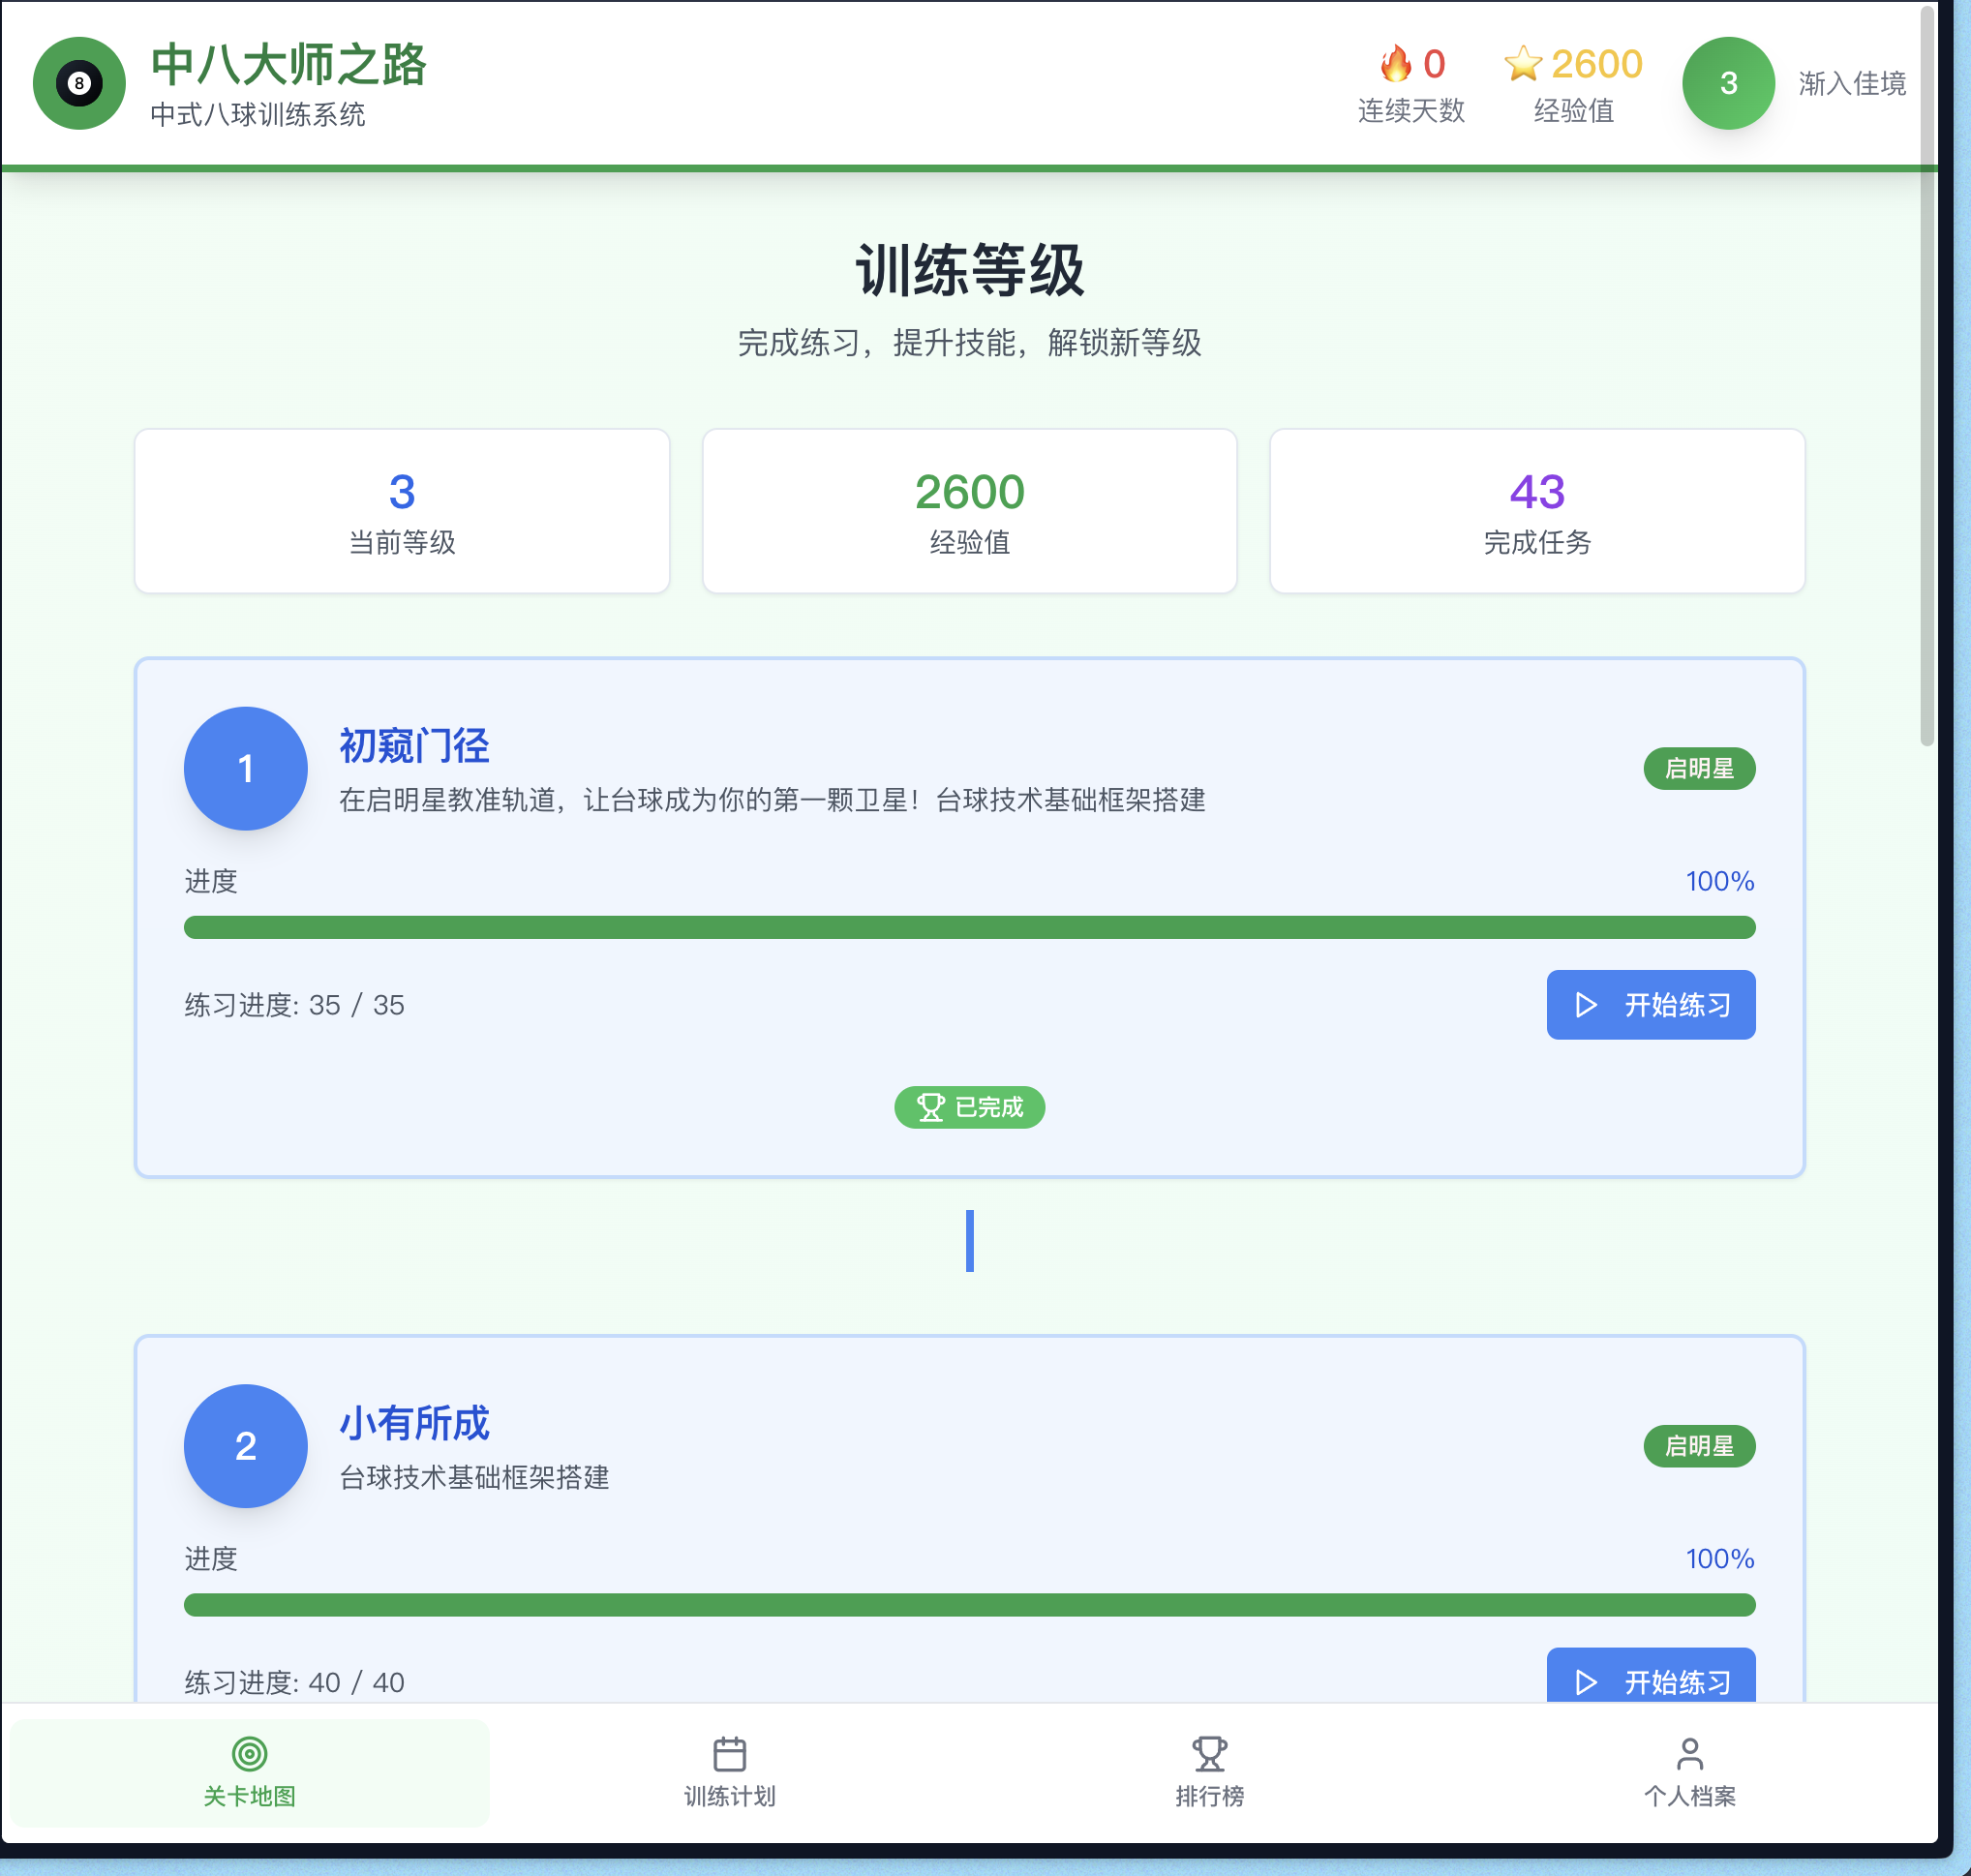 8
中八大师之路
中式八球训练系统
0
连续天数
2600
经验值
3
渐入佳境
训练等级
完成练习，提升技能，解锁新等级
3
当前等级
2600
经验值
43
完成任务
1
初窥门径
在启明星教准轨道，让台球成为你的第一颗卫星！台球技术基础框架搭建
启明星
进度
100%
练习进度: 35 / 35
开始练习
已完成
2
小有所成
台球技术基础框架搭建
启明星
进度
100%
练习进度: 40 / 40
开始练习
关卡地图
训练计划
排行榜
个人档案